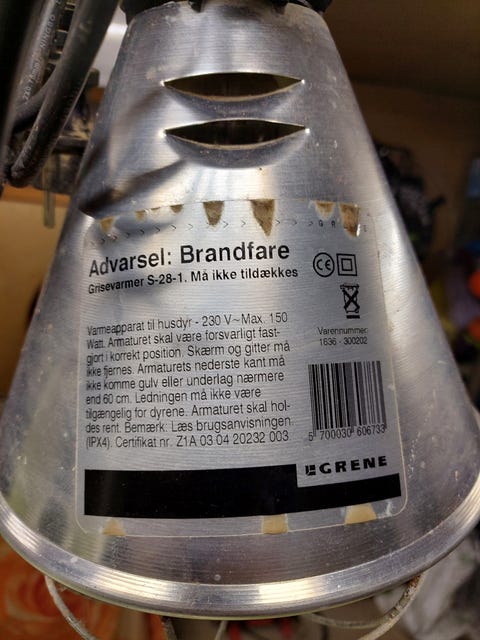 Advarsel: Brandfare
Grisevarmer S-28-1. Må ikke tildækkes
CE
Varmeapparat til husdyr - 230 V~Max. 150
Watt. Armaturet skal være forsvarligt fast-
gjort i korrekt position. Skærm og gitter må
ikke fjernes. Armaturets nederste kant må
ikke komme gulv eller underlag nærmere
end 60 cm. Ledningen må ikke være
tilgængelig for dyrene. Armaturet skal hol-
des rent. Bemærk: Læs brugsanvisningen
(IPX4). Certifikat nr. Z1A 03 04 20232 003
Varenummer:
1636 - 300202
5 700030 606733
GRENE